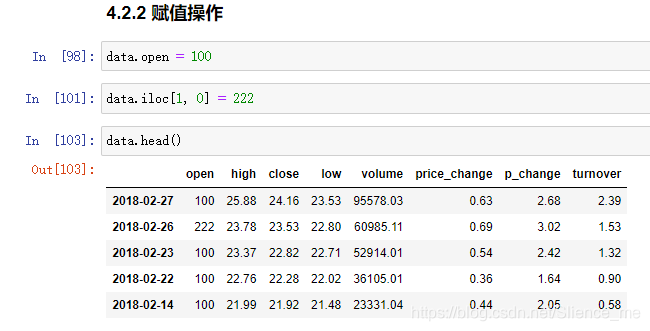 4.2.2 赋值操作
In [98]: data.open = 100
In [101]: data.iloc[1, 0] = 222
In [103]: data.head()
Out[103]:
open high close low volume price_change p_change turnover
2018-02-27 100 25.88 24.16 23.53 95578.03 0.63 2.68 2.39
2018-02-26 222 23.78 23.53 22.80 60985.11 0.69 3.02 1.53
2018-02-23 100 23.37 22.82 22.71 52914.01 0.54 2.42 1.32
2018-02-22 100 22.76 22.28 22.02 36105.01 0.36 1.64 0.90
2018-02-14 100 21.99 21.92 21.48 23331.04 0.44 2.05 0.58
https://blog.csdn.net/Slience_me